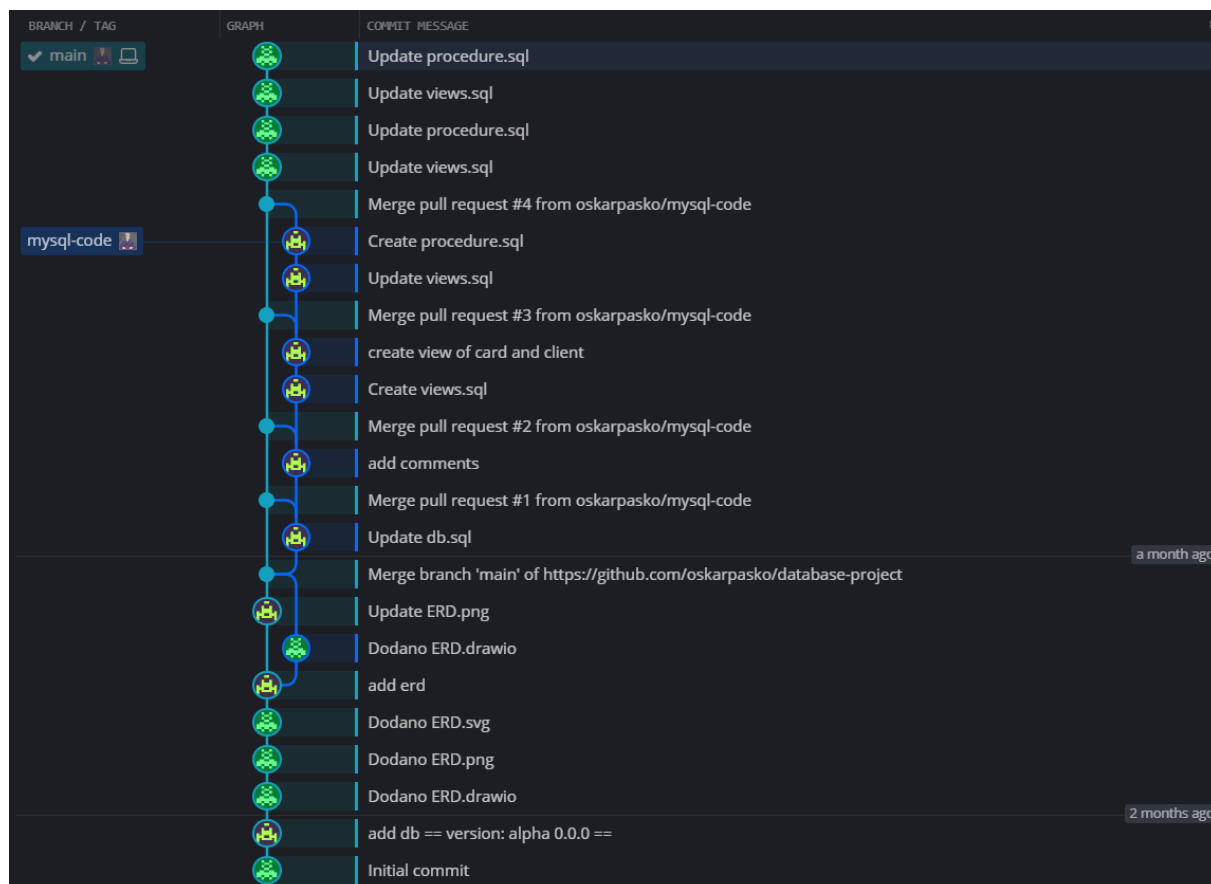 BRANCH / TAG GRAPH COMMIT MESSAGE
main Update procedure.sql
Update views.sql
Update procedure.sql
Update views.sql
Merge pull request #4 from oskarpasko/mysql-code
mysql-code Create procedure.sql
Update views.sql
Merge pull request #3 from oskarpasko/mysql-code
create view of card and client
Create views.sql
Merge pull request #2 from oskarpasko/mysql-code
add comments
Merge pull request #1 from oskarpasko/mysql-code
Update db.sql
a month ago
Merge branch 'main' of https://github.com/oskarpasko/database-project
Update ERD.png
Dodano ERD.drawio
add erd
Dodano ERD.svg
Dodano ERD.png
Dodano ERD.drawio
2 months ago
add db == version: alpha 0.0.0 ==
Initial commit